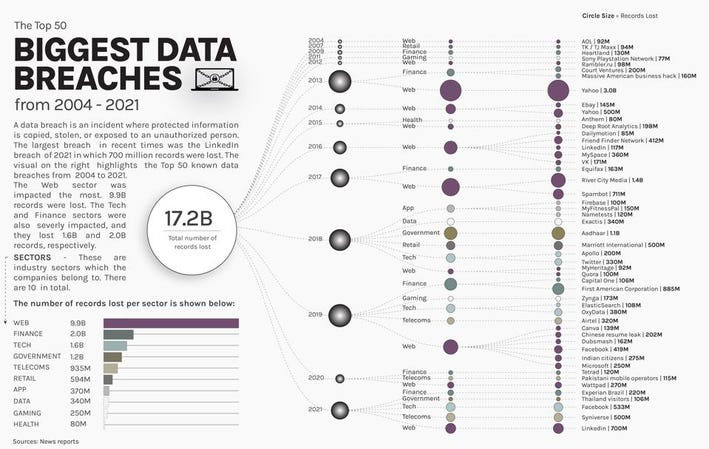 Circle Size = Records Lost
The Top 50
BIGGEST DATA
BREACHES
from 2004 - 2021
A data breach is an incident where protected information
is copied, stolen, or exposed to an unauthorized person.
The largest breach in recent times was the LinkedIn
breach of 2021 in which 700 million records were lost. The
visual on the right highlights the Top 50 known data
breaches from 2004 to 2021.
The Web sector was
impacted the most. 9.9B
records were lost. The Tech
and Finance sectors were
also severly impacted, and
they lost 1.6B and 2.0B
records, respectively.
SECTORS - These are
industry sectors which the
companies belong to. There
are 10 in total.
The number of records lost per sector is shown below:
WEB 9.9B
FINANCE 2.0B
TECH 1.6B
GOVERNMENT 1.2B
TELECOMS 935M
RETAIL 594M
APP 370M
DATA 340M
GAMING 250M
HEALTH 80M
Sources: News reports
17.2B
Total number of
records lost
2004
2007
2009
2011
2012
2013
2014
2015
2016
2017
2018
2019
2020
2021
Web
Retail
Finance
Gaming
Web
Finance
Web
Web
Health
Web
Web
Finance
Web
App
Data
Government
Retail
Tech
Web
Finance
Gaming
Tech
Telecoms
Web
Finance
Telecoms
Web
Finance
Government
Tech
Telecoms
Web
AOL | 92M
TK / TJ Maxx | 94M
Heartland | 130M
Sony Playstation Network | 77M
Rambler.ru | 98M
Court Ventures | 200M
Massive American business hack | 160M
Yahoo | 3.0B
Ebay | 145M
Yahoo | 500M
Anthem | 80M
Deep Root Analytics | 198M
Dailymotion | 85M
Friend Finder Network | 412M
Linkedin | 117M
MySpace | 360M
VK | 171M
Equifax | 163M
River City Media | 1.4B
Spambot | 711M
Firebase | 100M
MyFitnessPal | 150M
Nametests | 120M
Exactis | 340M
Aadhaar | 1.1B
Marriott International | 500M
Apollo | 200M
Twitter | 330M
MyHeritage | 92M
Quora | 100M
Capital One | 106M
First American Corporation | 885M
Zynga | 173M
ElasticSearch | 108M
OxyData | 380M
Airtel | 320M
Canva | 139M
Chinese resume leak | 202M
Dubsmash | 162M
Facebook | 419M
Indian citizens | 275M
Microsoft | 250M
Tetrad | 120M
Pakistani mobile operators | 115M
Wattpad | 270M
Experian Brazil | 220M
Thailand visitors | 106M
Facebook | 533M
Syniverse | 500M
Linkedin | 700M